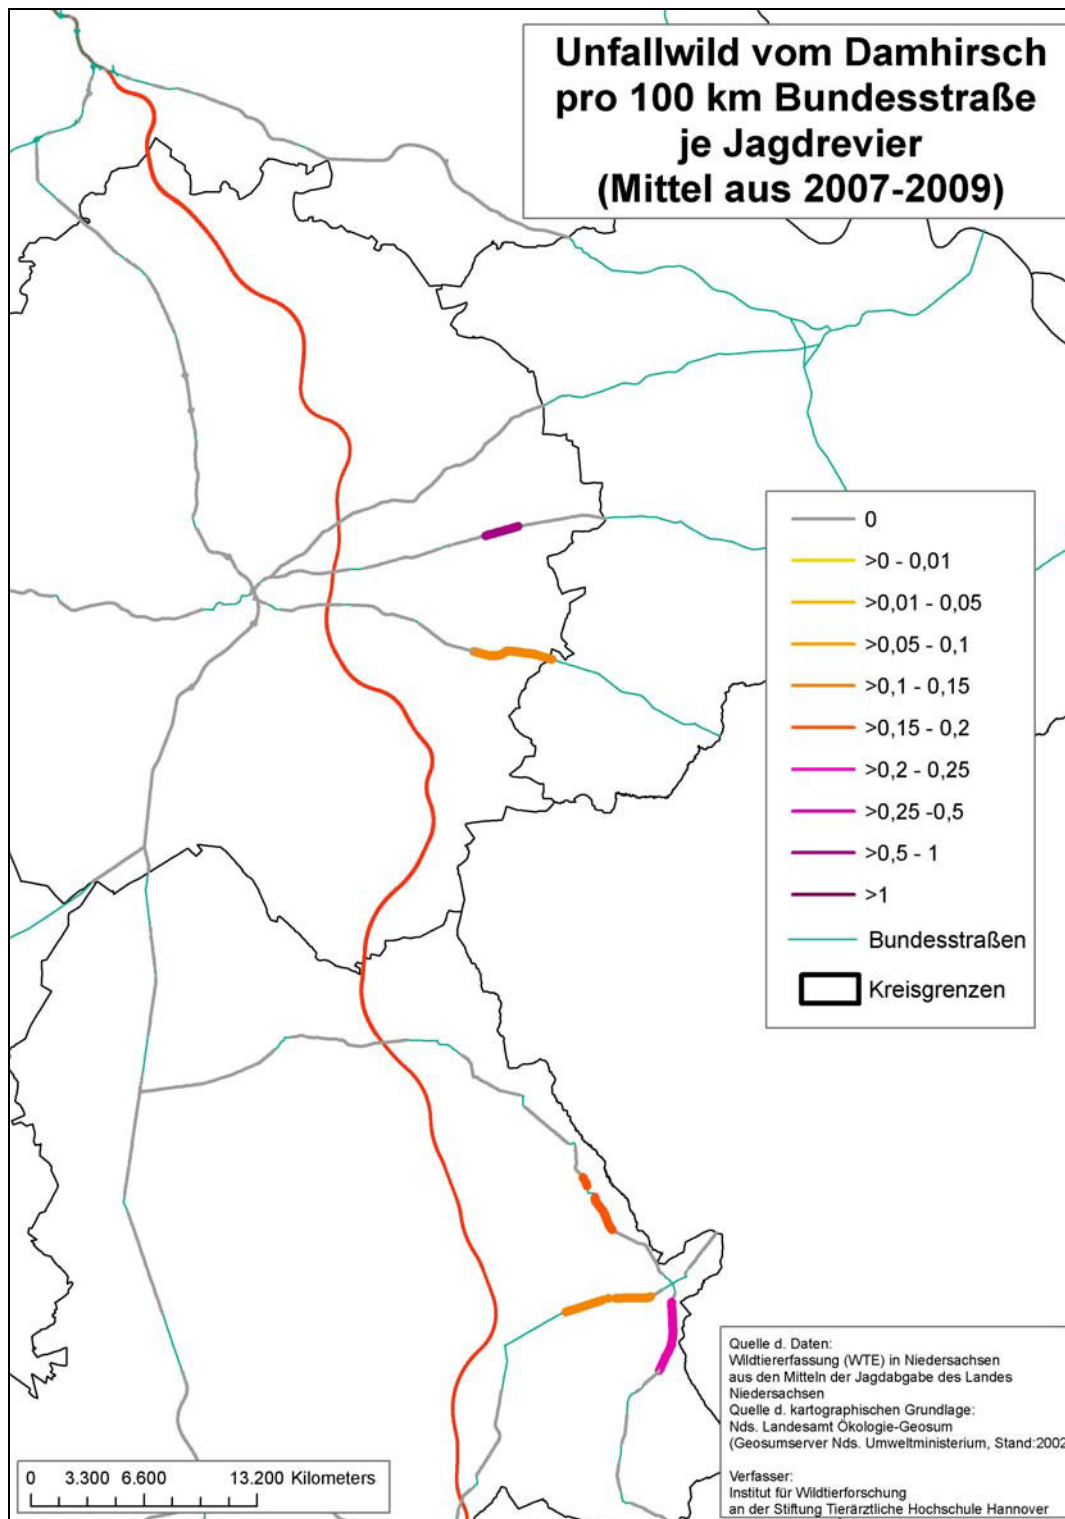 Unfallwild vom Damhirsch
pro 100 km Bundesstraße
je Jagdrevier
(Mittel aus 2007-2009)
0
>0 - 0,01
>0,01 - 0,05
>0,05 - 0,1
>0,1 - 0,15
>0,15 - 0,2
>0,2 - 0,25
>0,25 -0,5
>0,5 - 1
>1
Bundesstraßen
Kreisgrenzen
Quelle d. Daten:
Wildtiererfassung (WTE) in Niedersachsen
aus den Mitteln der Jagdabgabe des Landes
Niedersachsen
Quelle d. kartographischen Grundlage:
Nds. Landesamt Ökologie-Geosum
(Geosumserver Nds. Umweltministerium, Stand:2002
Verfasser:
Institut für Wildtierforschung
an der Stiftung Tierärztliche Hochschule Hannover
0 3.300 6.600 13.200 Kilometers